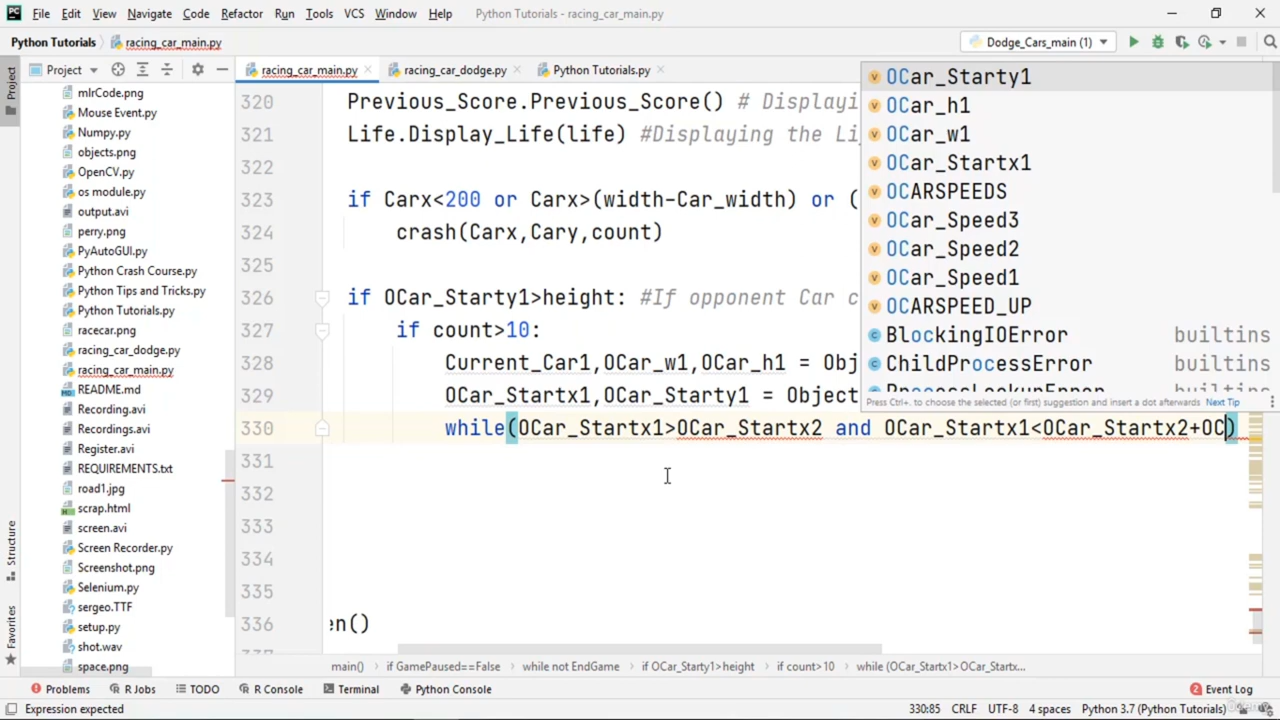 File Edit View Navigate Code Refactor Run Tools VCS Window Help Python Tutorials - racing_car_main.py
Python Tutorials racing_car_main.py Dodge_Cars_main (1)
Project racing_car_main.py racing_car_dodge.py Python Tutorials.py
Project
mlrCode.png
Mouse Event.py
Numpy.py
objects.png
OpenCV.py
os module.py
output.avi
perry.png
PyAutoGUI.py
Python Crash Course.py
Python Tips and Tricks.py
Python Tutorials.py
racecar.png
racing_car_dodge.py
racing_car_main.py
README.md
Recording.avi
Recordings.avi
Register.avi
REQUIREMENTS.txt
road1.jpg
scrap.html
screen.avi
Screen Recorder.py
Screenshot.png
Selenium.py
sergeo.TTF
setup.py
shot.wav
space.png
Structure
Favorites
320 Previous_Score.Previous_Score() # Displayi
321 Life.Display_Life(life) #Displaying the Li
322
323 if Carx<200 or Carx>(width-Car_width) or (
324 crash(Carx,Cary,count)
325
326 if OCar_Starty1>height: #If opponent Car c
327 if count>10:
328 Current_Car1,OCar_w1,OCar_h1 = Obj
329 OCar_Startx1,OCar_Starty1 = Object
330 while(OCar_Startx1>OCar_Startx2 and OCar_Startx1<OCar_Startx2+OC)
331
332
333
334
335
336 en()
OCar_Starty1
OCar_h1
OCar_w1
OCar_Startx1
OCARSPEEDS
OCar_Speed3
OCar_Speed2
OCar_Speed1
OCARSPEED_UP
BlockingIOError builtins
ChildProcessError builtins
ProcessLookupError builtins
Press Ctrl+. to choose the selected (or first) suggestion and insert a dot afterwards Next Tip
main() if GamePaused==False while not EndGame if OCar_Starty1>height if count>10 while (OCar_Startx1>OCar_Startx...
Problems R Jobs TODO R Console Terminal Python Console Event Log
Expression expected 330:85 CRLF UTF-8 4 spaces Python 3.7 (Python Tutorials)